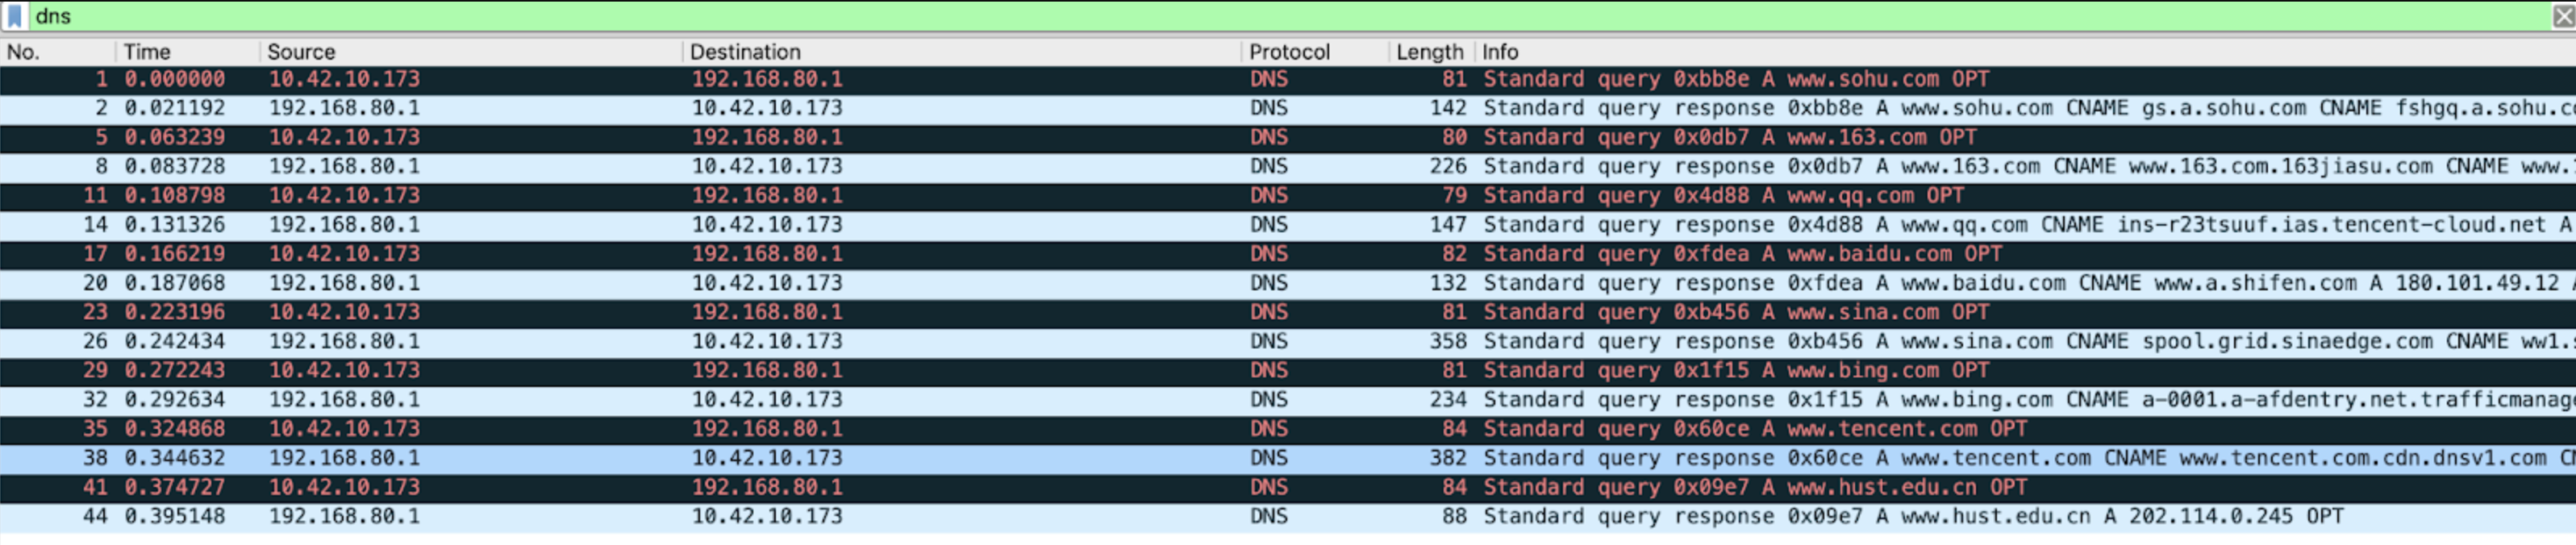 dns
No. Time Source Destination Protocol Length Info
1 0.000000 10.42.10.173 192.168.80.1 DNS 81 Standard query 0xbb8e A www.sohu.com OPT
2 0.021192 192.168.80.1 10.42.10.173 DNS 142 Standard query response 0xbb8e A www.sohu.com CNAME gs.a.sohu.com CNAME fshgq.a.sohu.c
5 0.063239 10.42.10.173 192.168.80.1 DNS 80 Standard query 0x0db7 A www.163.com OPT
8 0.083728 192.168.80.1 10.42.10.173 DNS 226 Standard query response 0x0db7 A www.163.com CNAME www.163.com.163jiasu.com CNAME www.
11 0.108798 10.42.10.173 192.168.80.1 DNS 79 Standard query 0x4d88 A www.qq.com OPT
14 0.131326 192.168.80.1 10.42.10.173 DNS 147 Standard query response 0x4d88 A www.qq.com CNAME ins-r23tsuuf.ias.tencent-cloud.net A
17 0.166219 10.42.10.173 192.168.80.1 DNS 82 Standard query 0xfdea A www.baidu.com OPT
20 0.187068 192.168.80.1 10.42.10.173 DNS 132 Standard query response 0xfdea A www.baidu.com CNAME www.a.shifen.com A 180.101.49.12
23 0.223196 10.42.10.173 192.168.80.1 DNS 81 Standard query 0xb456 A www.sina.com OPT
26 0.242434 192.168.80.1 10.42.10.173 DNS 358 Standard query response 0xb456 A www.sina.com CNAME spool.grid.sinaedge.com CNAME ww1.
29 0.272243 10.42.10.173 192.168.80.1 DNS 81 Standard query 0x1f15 A www.bing.com OPT
32 0.292634 192.168.80.1 10.42.10.173 DNS 234 Standard query response 0x1f15 A www.bing.com CNAME a-0001.a-afdentry.net.trafficmanag
35 0.324868 10.42.10.173 192.168.80.1 DNS 84 Standard query 0x60ce A www.tencent.com OPT
38 0.344632 192.168.80.1 10.42.10.173 DNS 382 Standard query response 0x60ce A www.tencent.com CNAME www.tencent.com.cdn.dnsv1.com C
41 0.374727 10.42.10.173 192.168.80.1 DNS 84 Standard query 0x09e7 A www.hust.edu.cn OPT
44 0.395148 192.168.80.1 10.42.10.173 DNS 88 Standard query response 0x09e7 A www.hust.edu.cn A 202.114.0.245 OPT